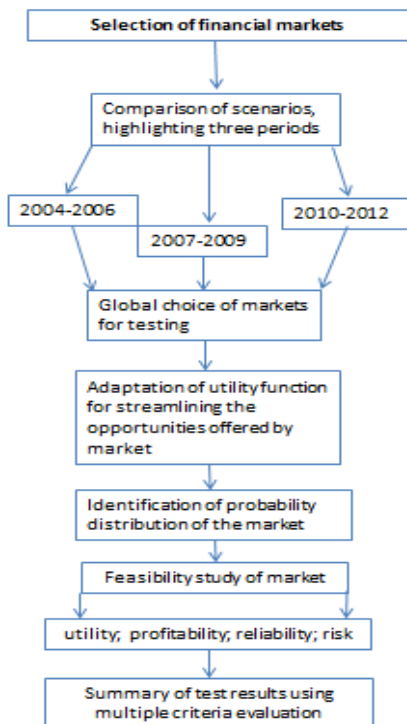 Selection of financial markets
Comparison of scenarios,
highlighting three periods
2004-2006
2007-2009
2010-2012
Global choice of markets
for testing
Adaptation of utility function
for streamlining the
opportunities offered by
market
Identification of probability
distribution of the market
Feasibility study of market
utility; profitability; reliability; risk
Summary of test results using
multiple criteria evaluation